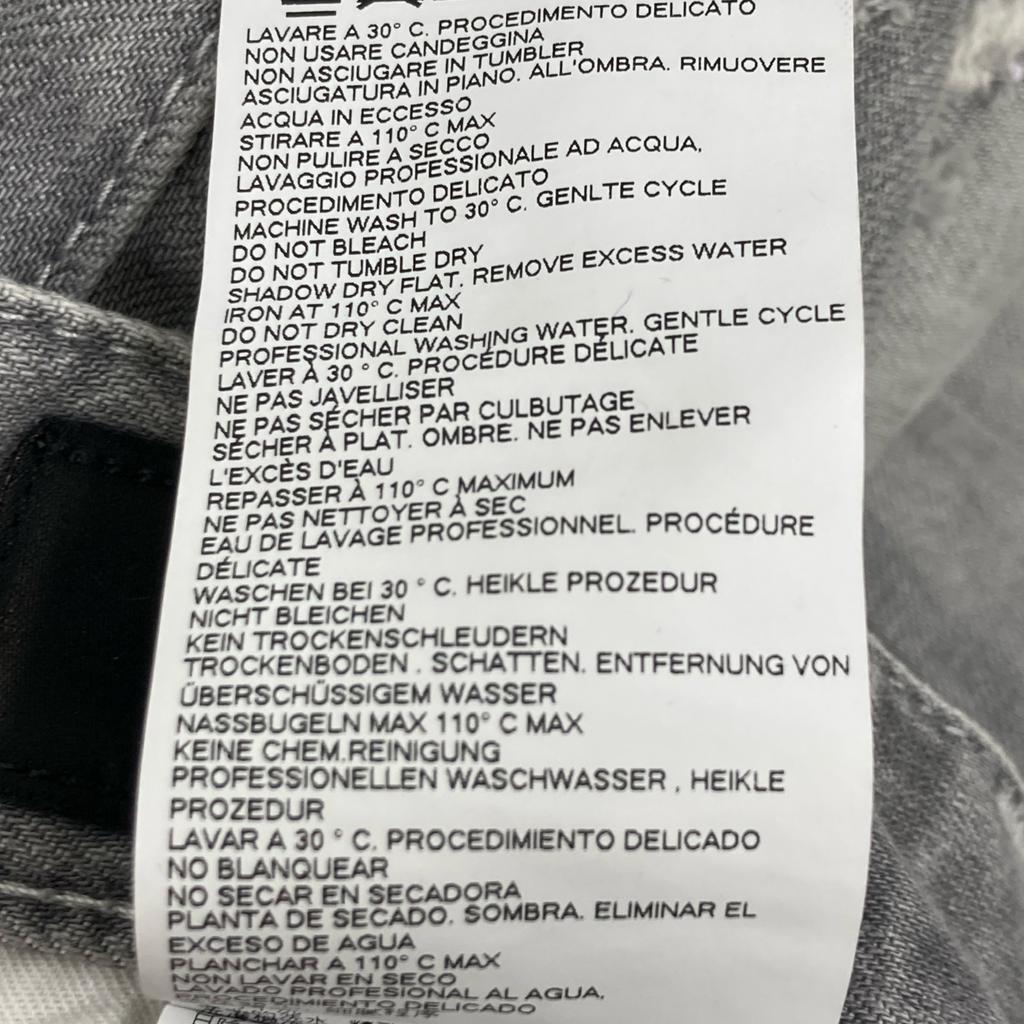 LAVARE A 30° C. PROCEDIMENTO DELICATO
NON USARE CANDEGGINA
NON ASCIUGARE IN TUMBLER
ASCIUGATURA IN PIANO. ALL'OMBRA. RIMUOVERE
ACQUA IN ECCESSO
STIRARE A 110° C MAX
NON PULIRE A SECCO
LAVAGGIO PROFESSIONALE AD ACQUA,
PROCEDIMENTO DELICATO
MACHINE WASH TO 30° C. GENLTE CYCLE
DO NOT BLEACH
DO NOT TUMBLE DRY
SHADOW DRY FLAT. REMOVE EXCESS WATER
IRON AT 110° C MAX
DO NOT DRY CLEAN
PROFESSIONAL WASHING WATER. GENTLE CYCLE
LAVER À 30 ° C. PROCÉDURE DÉLICATE
NE PAS JAVELLISER
NE PAS SÉCHER PAR CULBUTAGE
SÉCHER À PLAT. OMBRE. NE PAS ENLEVER
L'EXCÈS D'EAU
REPASSER À 110° C MAXIMUM
NE PAS NETTOYER À SEC
EAU DE LAVAGE PROFESSIONNEL. PROCÉDURE
DÉLICATE
WASCHEN BEI 30 ° C. HEIKLE PROZEDUR
NICHT BLEICHEN
KEIN TROCKENSCHLEUDERN
TROCKENBODEN . SCHATTEN. ENTFERNUNG VON
ÜBERSCHÜSSIGEM WASSER
NASSBUGELN MAX 110° C MAX
KEINE CHEM.REINIGUNG
PROFESSIONELLEN WASCHWASSER , HEIKLE
PROZEDUR
LAVAR A 30 ° C. PROCEDIMIENTO DELICADO
NO BLANQUEAR
NO SECAR EN SECADORA
PLANTA DE SECADO. SOMBRA. ELIMINAR EL
EXCESO DE AGUA
PLANCHAR A 110° C MAX
NON LAVAR EN SECO
LAVADO PROFESIONAL AL AGUA,
PROCEDIMIENTO DELICADO